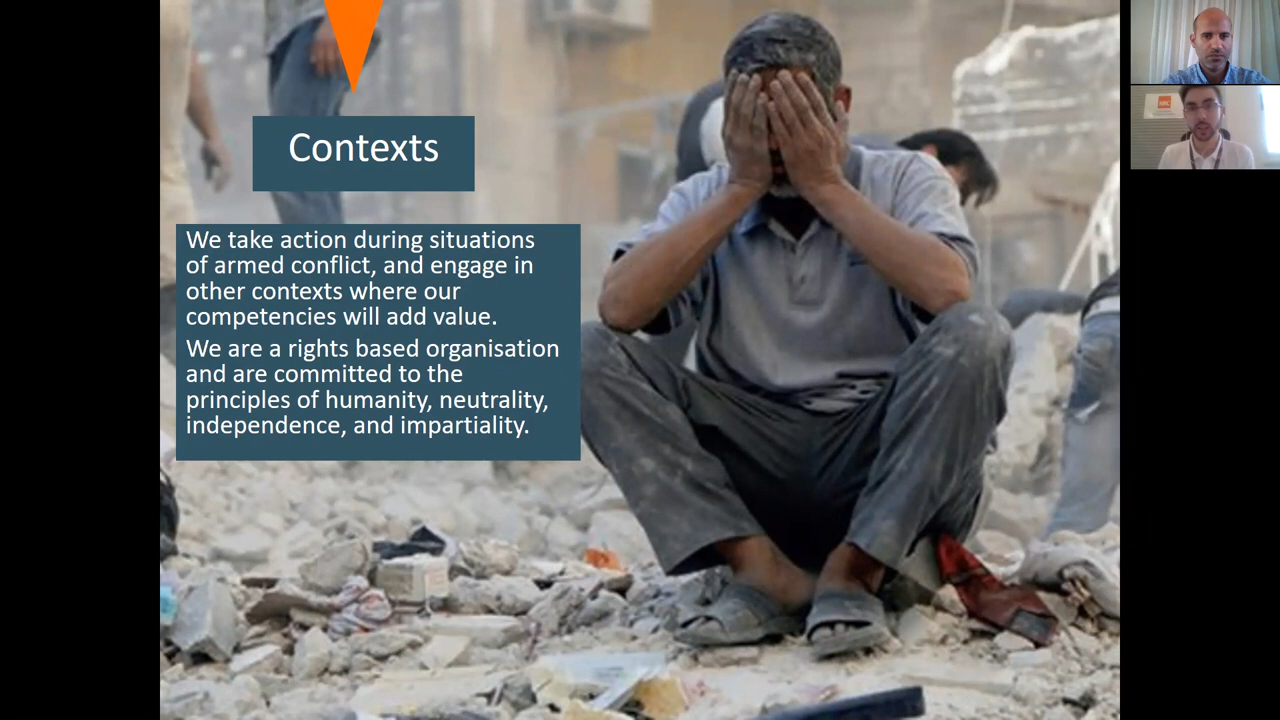 Contexts
We take action during situations
of armed conflict, and engage in
other contexts where our
competencies will add value.
We are a rights based organisation
and are committed to the
principles of humanity, neutrality,
independence, and impartiality.
NRC